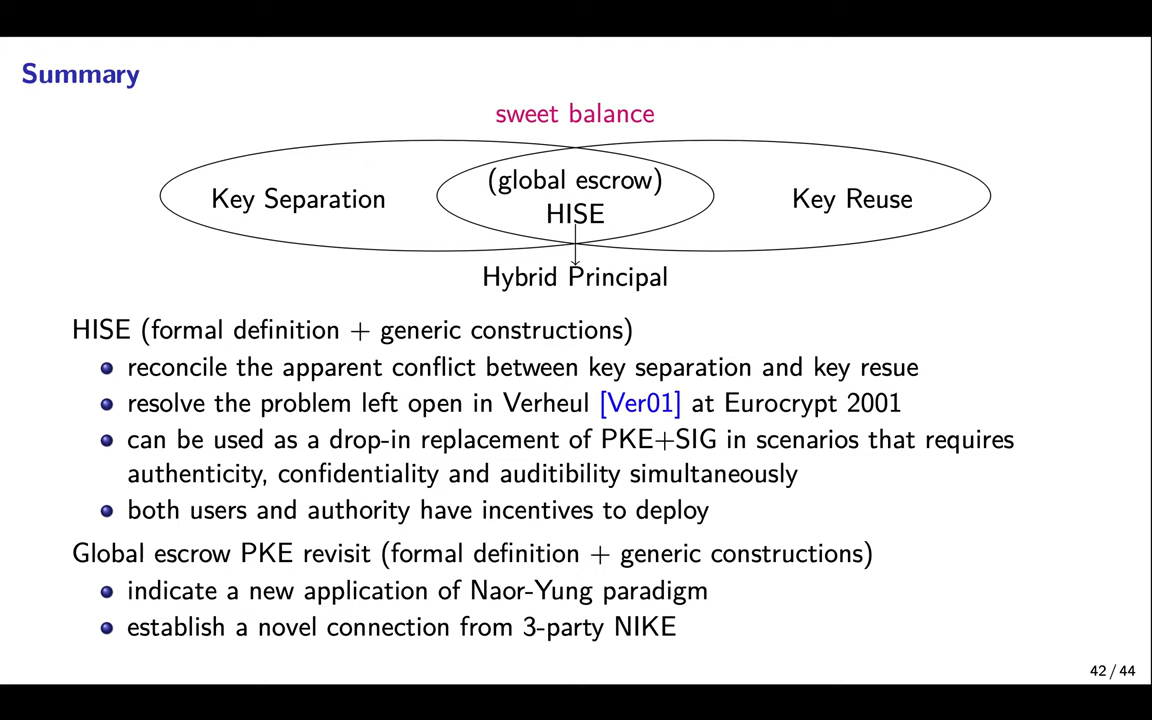 Summary
sweet balance
Key Separation
(global escrow)
HISE
Key Reuse
Hybrid Principal
HISE (formal definition + generic constructions)
reconcile the apparent conflict between key separation and key resue
resolve the problem left open in Verheul [Ver01] at Eurocrypt 2001
can be used as a drop-in replacement of PKE+SIG in scenarios that requires
authenticity, confidentiality and auditibility simultaneously
both users and authority have incentives to deploy
Global escrow PKE revisit (formal definition + generic constructions)
indicate a new application of Naor-Yung paradigm
establish a novel connection from 3-party NIKE
42 / 44